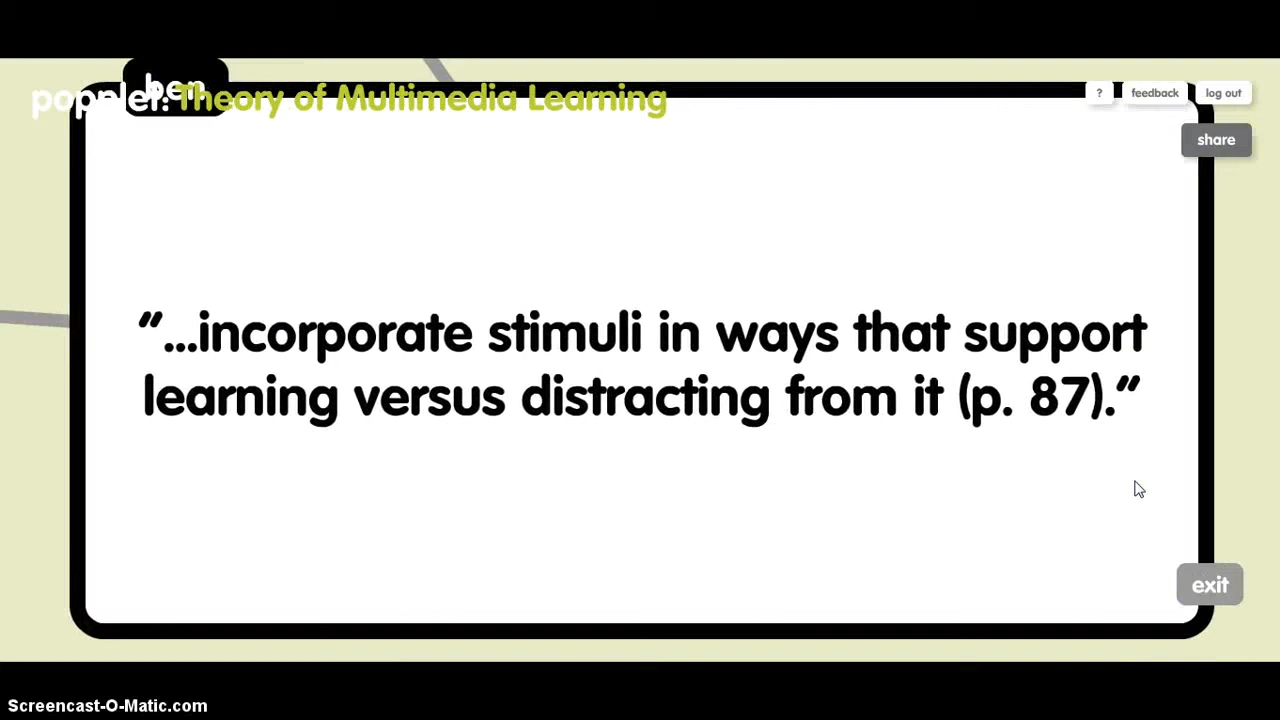 ben
popplet: Theory of Multimedia Learning
?
feedback
log out
share
"...incorporate stimuli in ways that support
learning versus distracting from it (p. 87)."
exit
Screencast-O-Matic.com